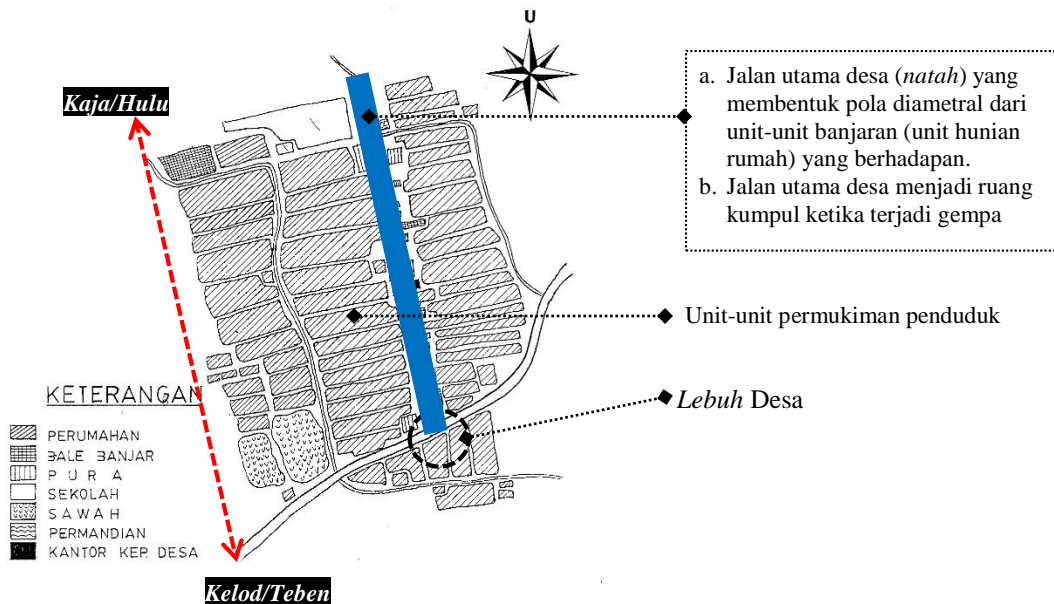 U
Kaja/Hulu
a. Jalan utama desa (natah) yang
membentuk pola diametral dari
unit-unit banjaran (unit hunian
rumah) yang berhadapan.
b. Jalan utama desa menjadi ruang
kumpul ketika terjadi gempa
Unit-unit permukiman penduduk
Lebuh Desa
KETERANGAN
PERUMAHAN
BALE BANJAR
P U R A
SEKOLAH
SAWAH
PERMANDIAN
KANTOR KEP. DESA
Kelod/Teben